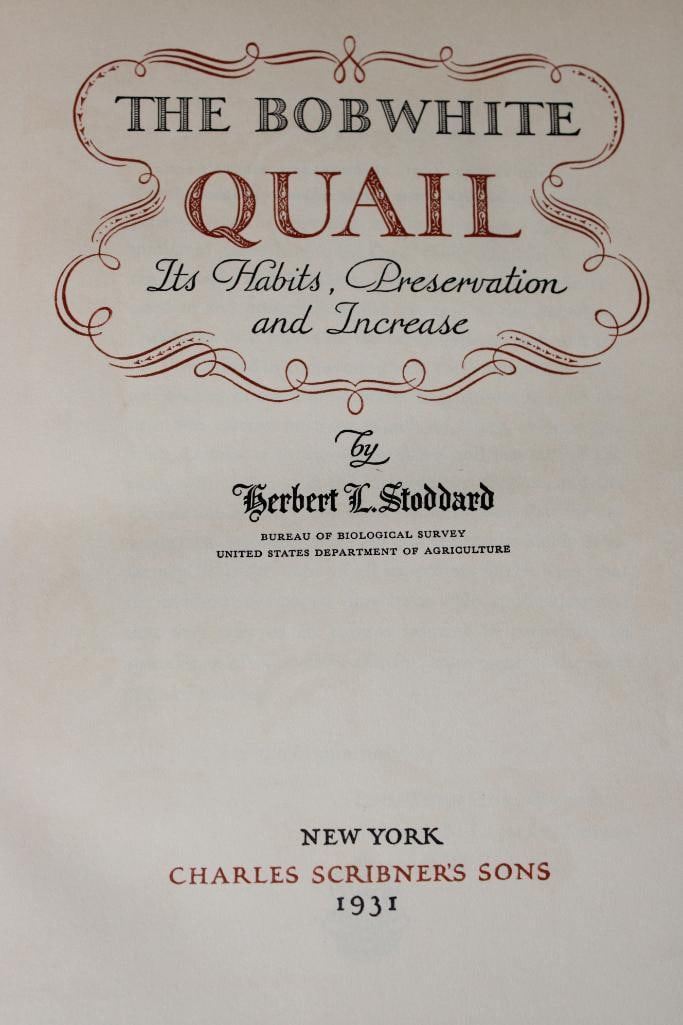 THE BOBWHITE
QUAIL
Its Habits, Preservation
and Increase
by
Herbert L. Stoddard
BUREAU OF BIOLOGICAL SURVEY
UNITED STATES DEPARTMENT OF AGRICULTURE
NEW YORK
CHARLES SCRIBNER'S SONS
1931